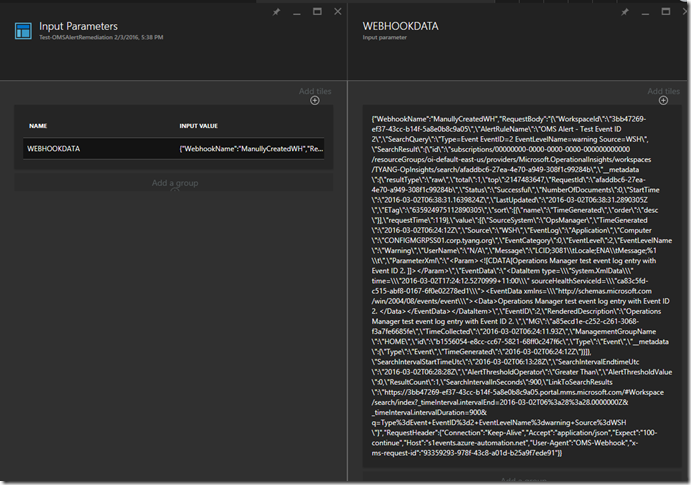 Input Parameters
Test-OMSAlertRemediation 2/3/2016, 5:38 PM
Add tiles
NAME INPUT VALUE
WEBHOOKDATA {"WebhookName":"ManullyCreatedWH","Re...
Add a group
WEBHOOKDATA
Input parameter
Add tiles
{"WebhookName":"ManullyCreatedWH","RequestBody":"{\"WorkspaceId\":\"3bb47269-
ef37-43cc-b14f-5a8e0b8c9a05\",\"AlertRuleName\":\"OMS Alert - Test Event ID
2\",\"SearchQuery\":\"Type=Event EventID=2 EventLevelName=warning Source=WSH\",
\"SearchResult\":{\"id\":\"subscriptions/00000000-0000-0000-0000-000000000000
/resourceGroups/oi-default-east-us/providers/Microsoft.OperationalInsights/workspaces
/TYANG-OpInsights/search/afaddbc6-27ea-4e70-a949-308f1c99284b\",\"__metadata
\":{\"resultType\":\"raw\",\"total\":1,\"top\":2147483647,\"RequestId\":\"afaddbc6-27ea-
4e70-a949-308f1c99284b\",\"Status\":\"Successful\",\"NumberOfDocuments\":0,\"StartTime
\":\"2016-03-02T06:38:31.1639824Z\",\"LastUpdated\":\"2016-03-02T06:38:31.2890305Z
\",\"ETag\":\"635924975112890305\",\"sort\":[{\"name\":\"TimeGenerated\",\"order\":\"desc
\"}],\"requestTime\":119},\"value\":[{\"SourceSystem\":\"OpsManager\",\"TimeGenerated
\":\"2016-03-02T06:24:12Z\",\"Source\":\"WSH\",\"EventLog\":\"Application\",\"Computer
\":\"CONFIGMGRPSS01.corp.tyang.org\",\"EventCategory\":0,\"EventLevel\":2,\"EventLevelName
\":\"Warning\",\"UserName\":\"N/A\",\"Message\":\"LCID:3081\\tLocale:ENA\\tMessage:%1
\\t\",\"ParameterXml\":\"<Param><![CDATA[Operations Manager test event log entry with
Event ID 2. ]]></Param>\",\"EventData\":\"<DataItem type=\\\"System.XmlData\\\"
time=\\\"2016-03-02T17:24:12.5270999+11:00\\\" sourceHealthServiceId=\\\"ca83c5fd-
c515-abf8-0167-6f0e02278ed1\\\"><EventData xmlns=\\\"http://schemas.microsoft.com
/win/2004/08/events/event\\\"><Data>Operations Manager test event log entry with Event ID
2. </Data></EventData></DataItem>\",\"EventID\":2,\"RenderedDescription\":\"Operations
Manager test event log entry with Event ID 2. \",\"MG\":\"a85ecd1e-c252-c261-3068-
f3a7fe6685fe\",\"TimeCollected\":\"2016-03-02T06:24:11.93Z\",\"ManagementGroupName
\":\"HOME\",\"id\":\"b1556054-e8cc-cc67-5821-68ff0c247f6c\",\"Type\":\"Event\",\"__metadata
\":{\"Type\":\"Event\",\"TimeGenerated\":\"2016-03-02T06:24:12Z\"}}]},
\"SearchIntervalStartTimeUtc\":\"2016-03-02T06:13:28Z\",\"SearchIntervalEndtimeUtc
\":\"2016-03-02T06:28:28Z\",\"AlertThresholdOperator\":\"Greater Than\",\"AlertThresholdValue
\":0,\"ResultCount\":1,\"SearchIntervalInSeconds\":900,\"LinkToSearchResults
\":\"https://3bb47269-ef37-43cc-b14f-5a8e0b8c9a05.portal.mms.microsoft.com/#Workspace
/search/index?_timeInterval.intervalEnd=2016-03-02T06%3a28%3a28.0000000Z&
_timeInterval.intervalDuration=900&
q=Type%3dEvent+EventID%3d2+EventLevelName%3dwarning+Source%3dWSH
\"}","RequestHeader":{"Connection":"Keep-Alive","Accept":"application/json","Expect":"100-
continue","Host":"s1events.azure-automation.net","User-Agent":"OMS-Webhook","x-
ms-request-id":"93359293-978f-43c8-a01d-b25a9f7ede91"}}